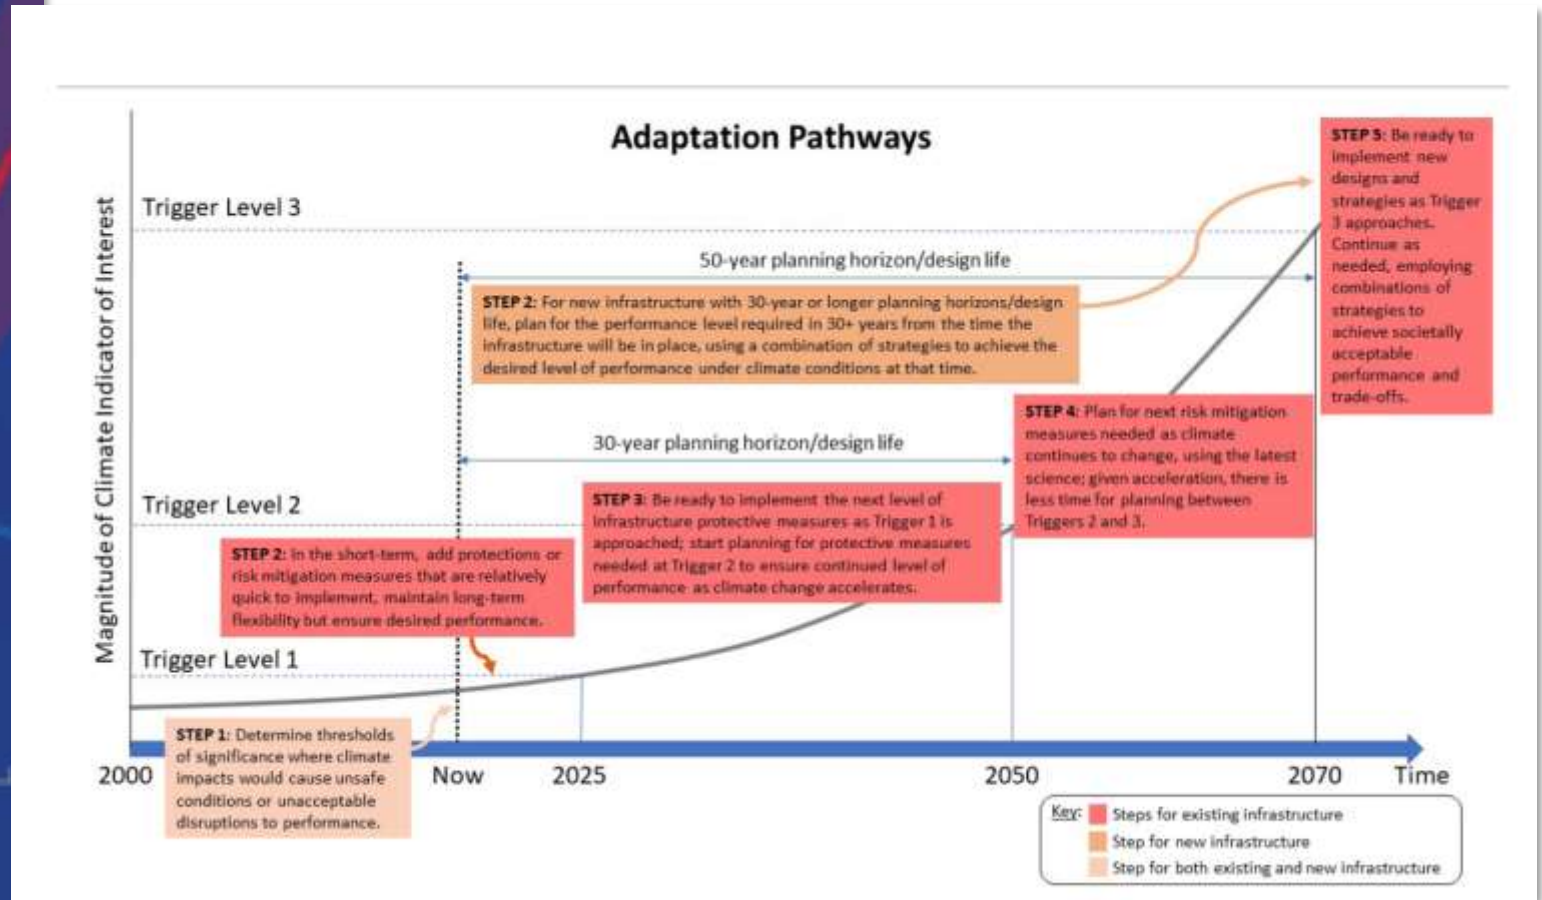 Adaptation Pathways
Magnitude of Climate Indicator of Interest
Trigger Level 3
50-year planning horizon/design life
STEP 5: Be ready to
implement new
designs and
strategies as Trigger
3 approaches.
Continue as
needed, employing
combinations of
strategies to
achieve societally
acceptable
performance and
trade-offs.
STEP 2: For new infrastructure with 30-year or longer planning horizons/design
life, plan for the performance level required in 30+ years from the time the
infrastructure will be in place, using a combination of strategies to achieve the
desired level of performance under climate conditions at that time.
30-year planning horizon/design life
STEP 4: Plan for next risk mitigation
measures needed as climate
continues to change, using the latest
science; given acceleration, there is
less time for planning between
Triggers 2 and 3.
Trigger Level 2
STEP 3: Be ready to implement the next level of
infrastructure protective measures as Trigger 1 is
approached; start planning for protective measures
needed at Trigger 2 to ensure continued level of
performance as climate change accelerates.
STEP 2: In the short-term, add protections or
risk mitigation measures that are relatively
quick to implement, maintain long-term
flexibility but ensure desired performance.
Trigger Level 1
STEP 1: Determine thresholds
of significance where climate
impacts would cause unsafe
conditions or unacceptable
disruptions to performance.
2000
Now
2025
2050
2070
Time
Key:
Steps for existing infrastructure
Step for new infrastructure
Step for both existing and new infrastructure